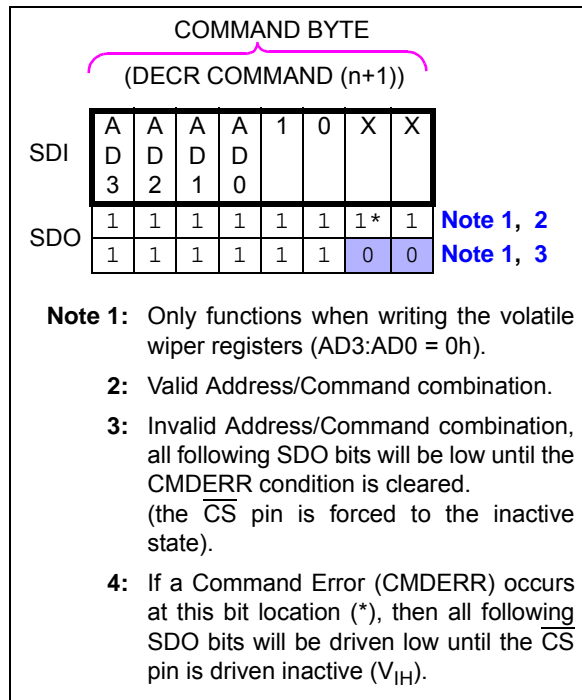 COMMAND BYTE
(DECR COMMAND (n+1))
SDI
A A A A 1 0 X X
D D D D
3 2 1 0
SDO
1 1 1 1 1 1 1* 1 Note 1, 2
1 1 1 1 1 1 0 0 Note 1, 3
Note 1: Only functions when writing the volatile
wiper registers (AD3:AD0 = 0h).
2: Valid Address/Command combination.
3: Invalid Address/Command combination,
all following SDO bits will be low until the
CMDERR condition is cleared.
(the CS pin is forced to the inactive
state).
4: If a Command Error (CMDERR) occurs
at this bit location (*), then all following
SDO bits will be driven low until the CS
pin is driven inactive (VIH).